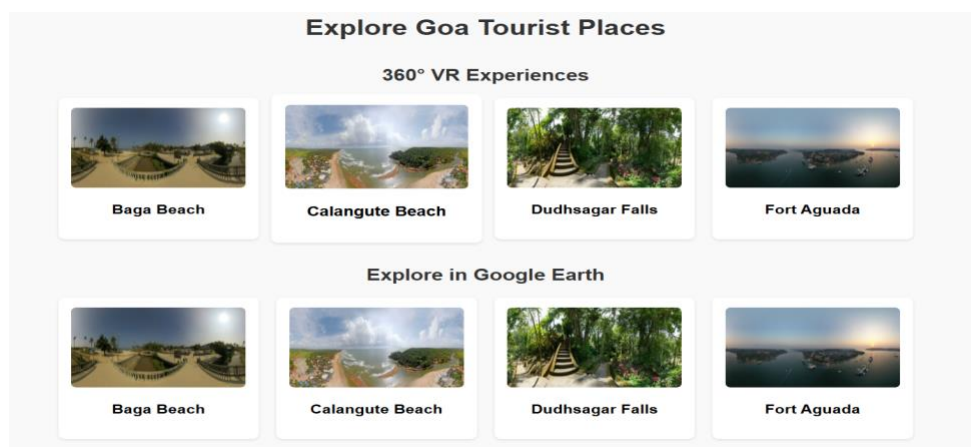 Explore Goa Tourist Places
360° VR Experiences
Baga Beach
Calangute Beach
Dudhsagar Falls
Fort Aguada
Explore in Google Earth
Baga Beach
Calangute Beach
Dudhsagar Falls
Fort Aguada